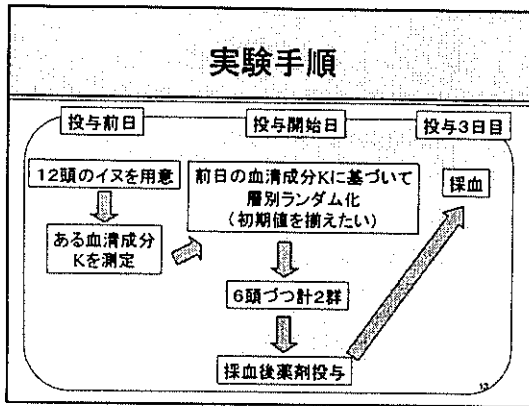 実験手順
投与前日
投与開始日
投与3日目
12頭のイヌを用意
ある血清成分
Kを測定
前日の血清成分Kに基づいて
層別ランダム化
(初期値を揃えたい)
6頭づつ計2群
採血後薬剤投与
採血